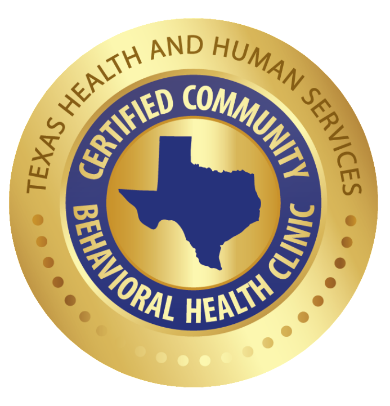 TEXAS HEALTH AND HUMAN SERVICES
CERTIFIED COMMUNITY
BEHAVIORAL HEALTH CLINIC